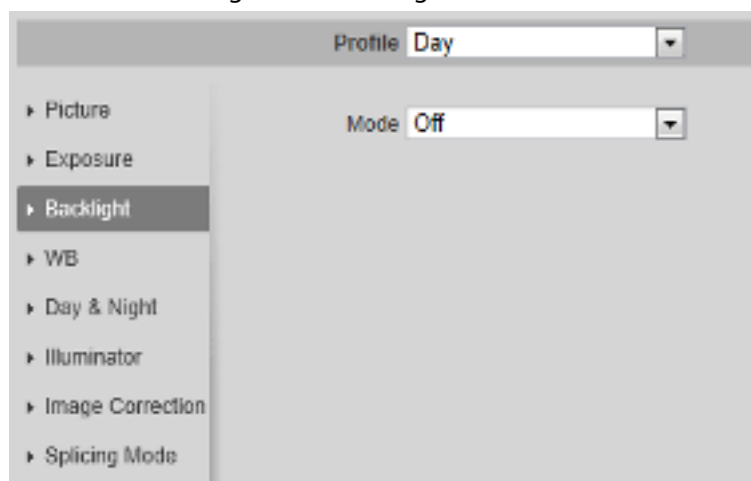 Profile Day
Picture
Mode Off
Exposure
Backlight
WB
Day & Night
Illuminator
Image Correction
Splicing Mode